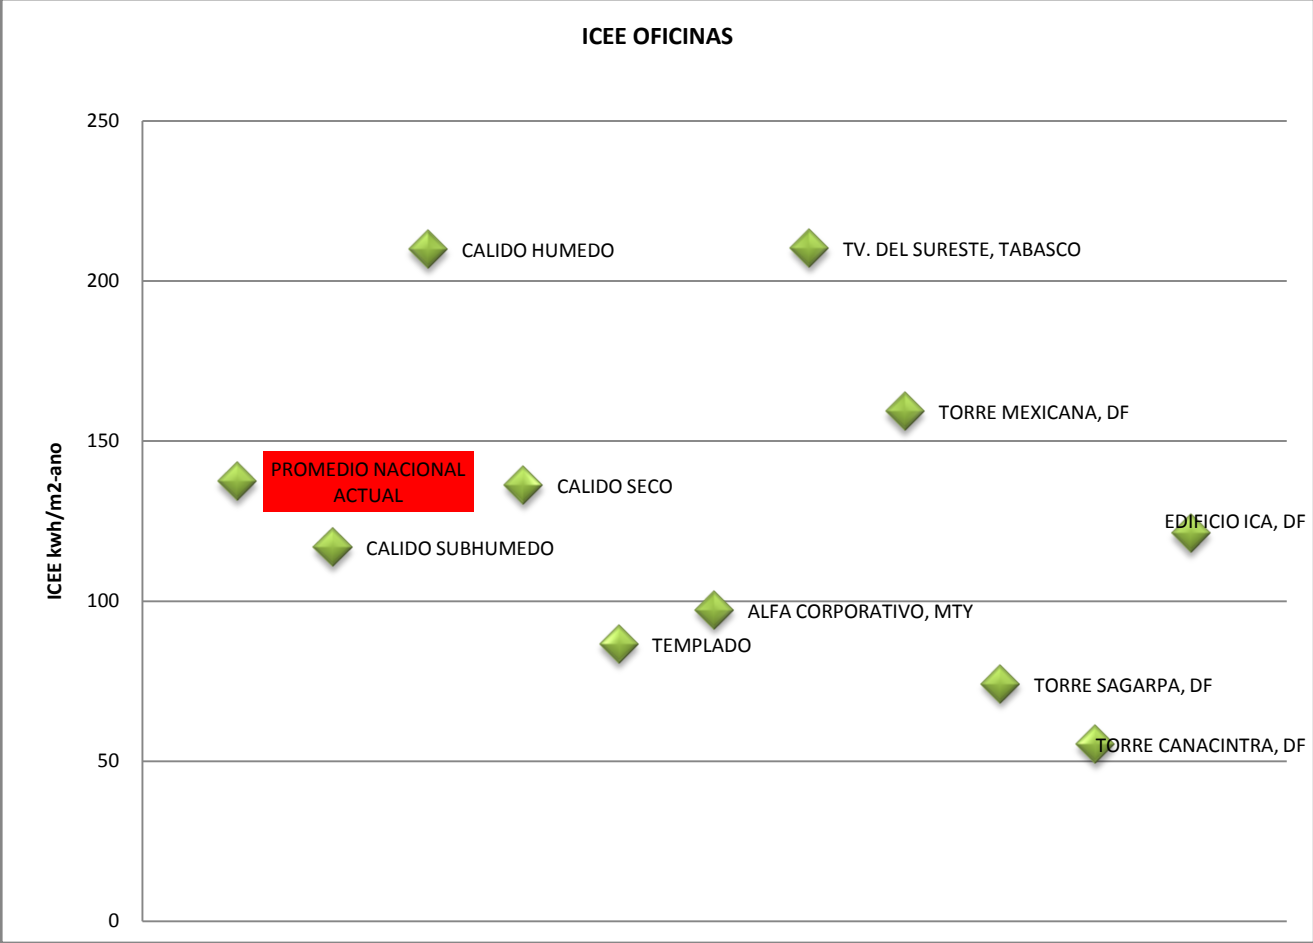 ICEE OFICINAS
250
CALIDO HUMEDO
TV. DEL SURESTE, TABASCO
200
TORRE MEXICANA, DF
150
PROMEDIO NACIONAL
ACTUAL
CALIDO SECO
EDIFICIO ICA, DF
CALIDO SUBHUMEDO
ICEE kwh/m2-ano
100
ALFA CORPORATIVO, MTY
TEMPLADO
TORRE SAGARPA, DF
TORRE CANACINTRA, DF
50
0